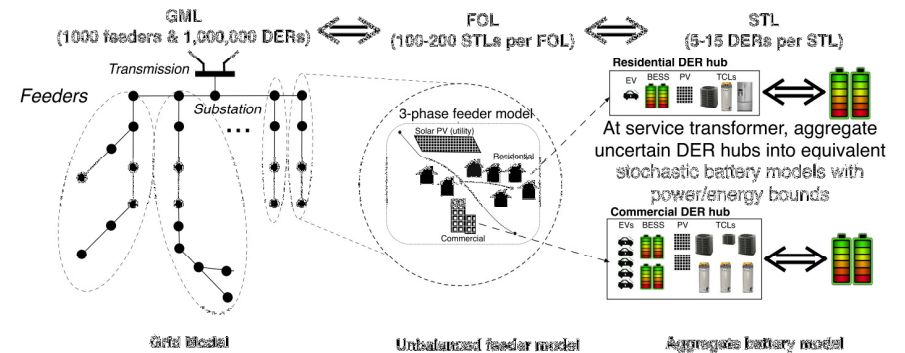 GML
(1000 feeders & 1,000,000 DERs)
FOL
(100-200 STLs per FOL)
STL
(5-15 DERs per STL)
Transmission
Feeders
Substation
...
3-phase feeder model
Solar PV (utility)
Residential
Commercial
Residential DER hub
EV BESS PV TCLs
At service transformer, aggregate
uncertain DER hubs into equivalent
stochastic battery models with
power/energy bounds
Commercial DER hub
EVs BESS PV TCLs
Grid Model
Unbalanced feeder model
Aggregate battery model